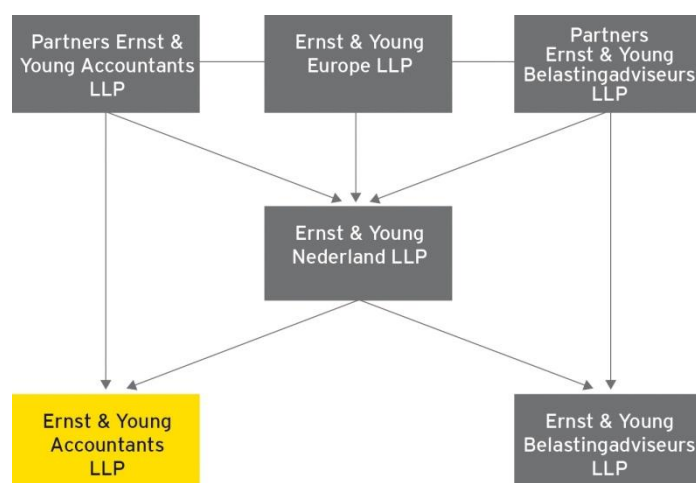 Partners Ernst &
Young Accountants
LLP
Ernst & Young
Europe LLP
Partners
Ernst & Young
Belastingadviseurs
LLP
Ernst & Young
Nederland LLP
Ernst & Young
Accountants
LLP
Ernst & Young
Belastingadviseurs
LLP